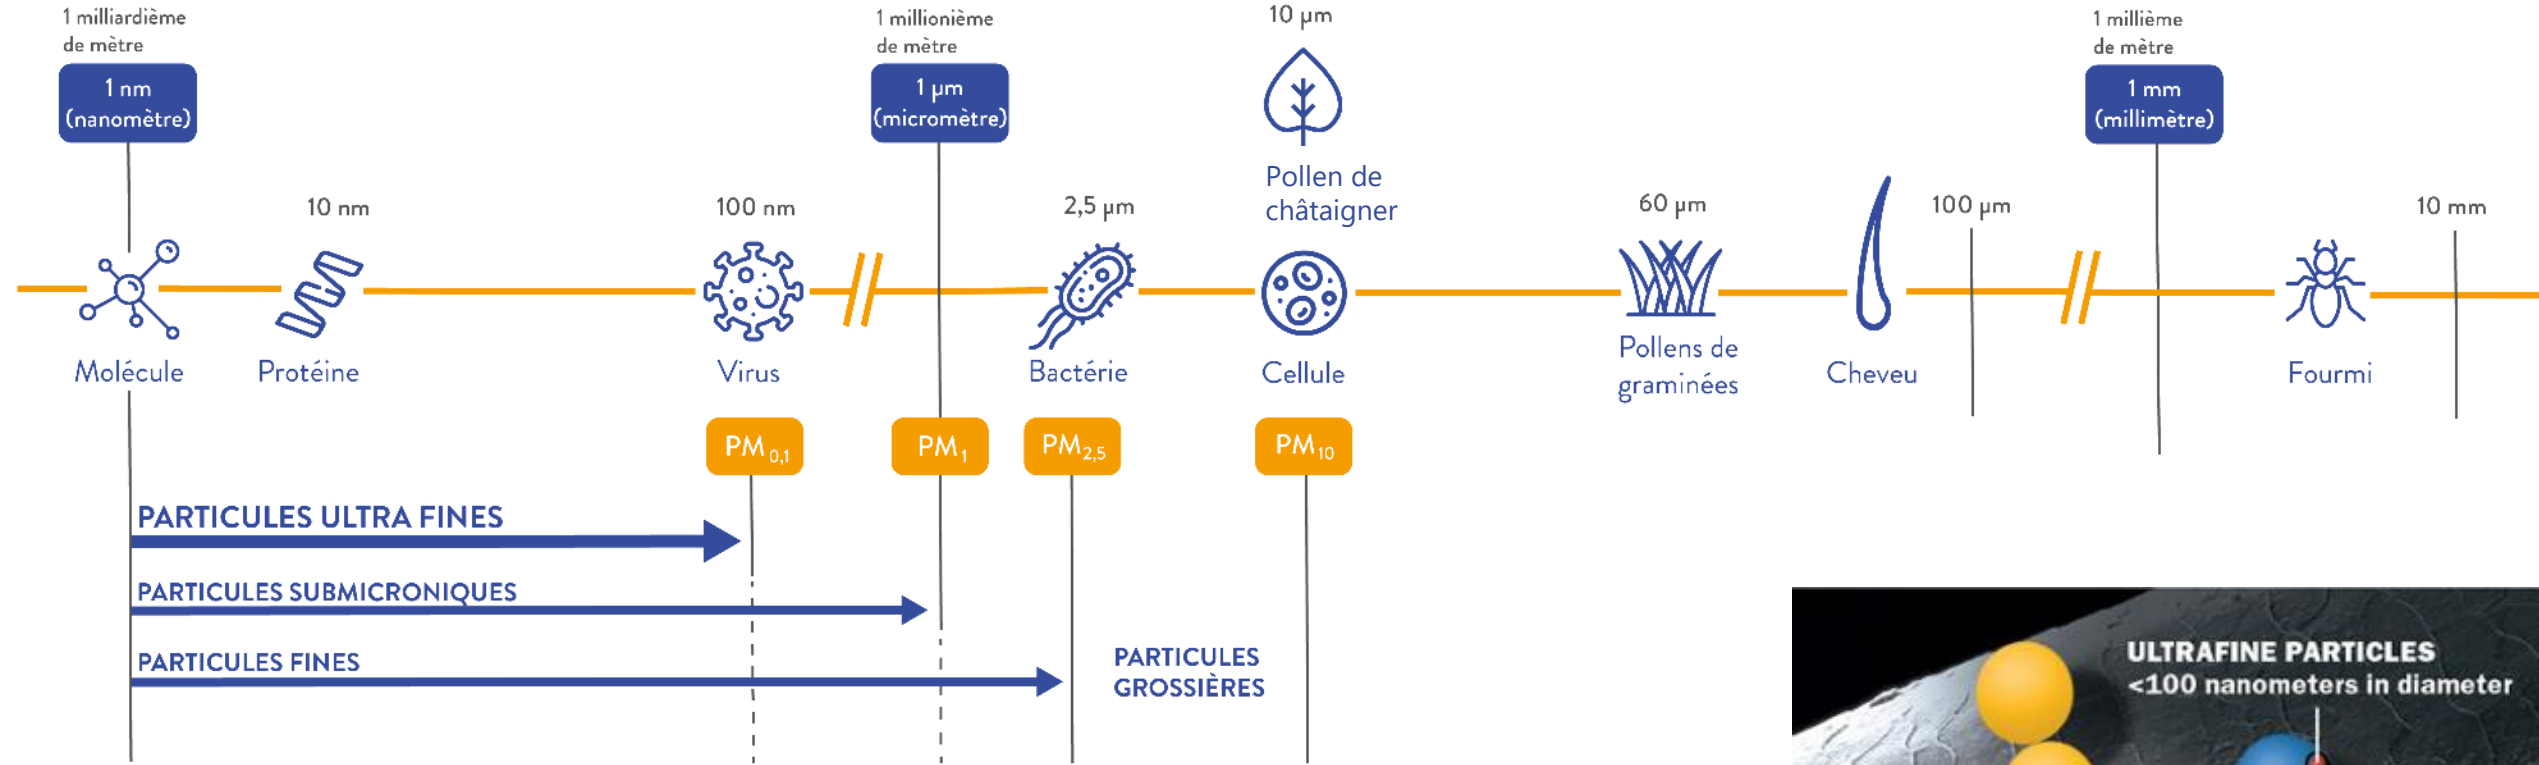 1 milliardième
de mètre
1 nm
(nanomètre)
1 millionième
de mètre
1 µm
(micromètre)
10 µm
1 millième
de mètre
1 mm
(millimètre)
Pollen de
châtaigner
10 nm
100 nm
2,5 µm
60 µm
100 µm
10 mm
Molécule
Protéine
Virus
Bactérie
Cellule
Pollens de
graminées
Cheveu
Fourmi
PM0,1
PM1
PM2,5
PM10
PARTICULES ULTRA FINES
PARTICULES SUBMICRONIQUES
PARTICULES FINES
PARTICULES
GROSSIÈRES
ULTRAFINE PARTICLES
<100 nanometers in diameter